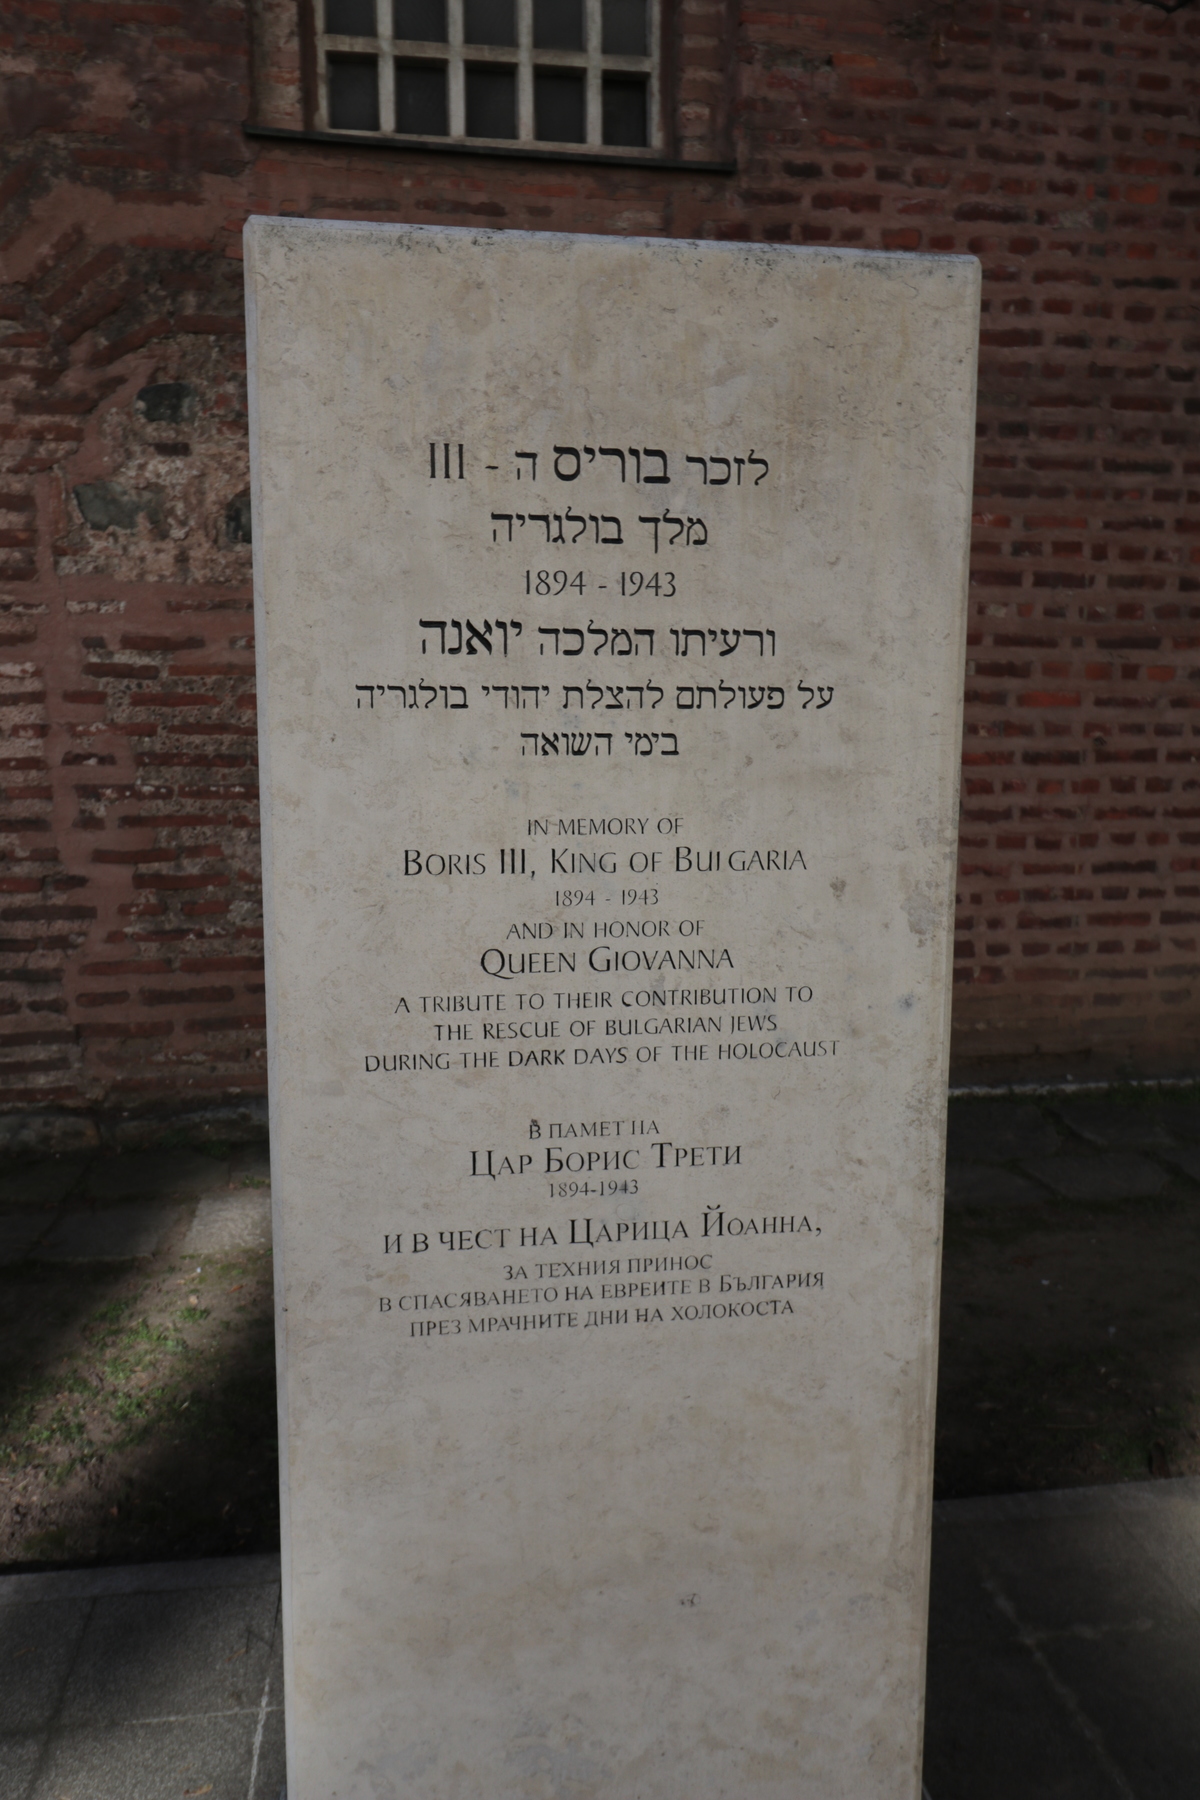 לזכר בוריס ה - III
מלך בולגריה
1894 - 1943
ורעיתו המלכה יואנה
על פעולתם להצלת יהודי בולגריה
בימי השואה
IN MEMORY OF
BORIS III, KING OF BULGARIA
1894 - 1943
AND IN HONOR OF
QUEEN GIOVANNA
A TRIBUTE TO THEIR CONTRIBUTION TO
THE RESCUE OF BULGARIAN JEWS
DURING THE DARK DAYS OF THE HOLOCAUST
В ПАМЕТ НА
ЦАР БОРИС ТРЕТИ
1894-1943
И В ЧЕСТ НА ЦАРИЦА ЙОАННА,
ЗА ТЕХНИЯ ПРИНОС
В СПАСЯВАНЕТО НА ЕВРЕИТЕ В БЪЛГАРИЯ
ПРЕЗ МРАЧНИТЕ ДНИ НА ХОЛОКОСТА